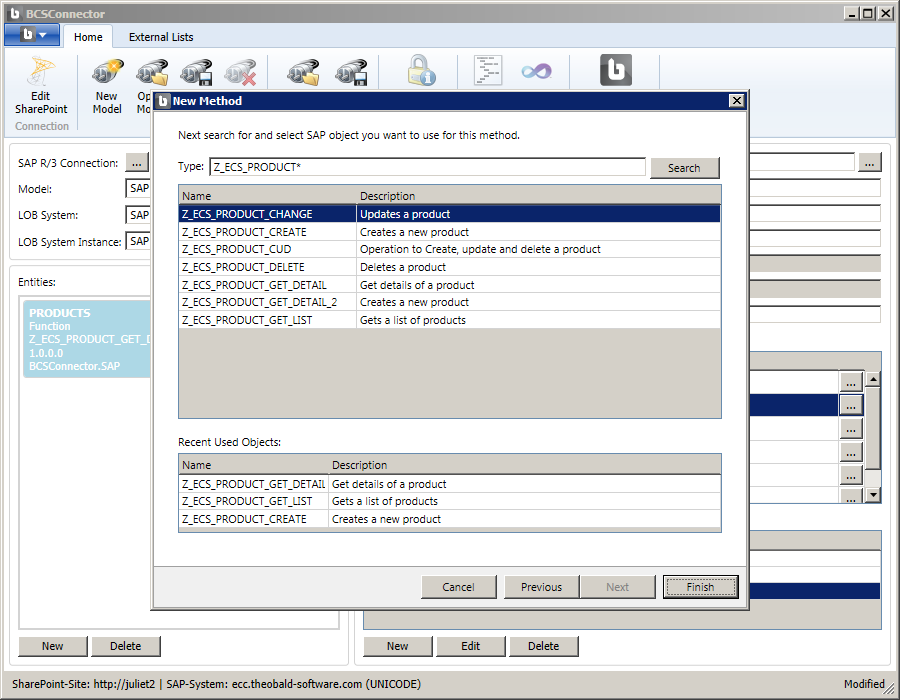 BCSConnector
Home
External Lists
Edit
SharePoint
New
Model
Op
Mo
Connection
SAP R/3 Connection:
...
Model:
SAP
LOB System:
SAP
LOB System Instance:
SAP
Entities:
PRODUCTS
Function
Z_ECS_PRODUCT_GET_D
1.0.0.0
BCSConnector.SAP
New
Delete
New Method
Next search for and select SAP object you want to use for this method.
Type:
Z_ECS_PRODUCT*
Search
Name Description
Z_ECS_PRODUCT_CHANGE Updates a product
Z_ECS_PRODUCT_CREATE Creates a new product
Z_ECS_PRODUCT_CUD Operation to Create, update and delete a product
Z_ECS_PRODUCT_DELETE Deletes a product
Z_ECS_PRODUCT_GET_DETAIL Get details of a product
Z_ECS_PRODUCT_GET_DETAIL_2 Creates a new product
Z_ECS_PRODUCT_GET_LIST Gets a list of products
Recent Used Objects:
Name Description
Z_ECS_PRODUCT_GET_DETAIL Get details of a product
Z_ECS_PRODUCT_GET_LIST Gets a list of products
Z_ECS_PRODUCT_CREATE Creates a new product
Cancel
Previous
Next
Finish
...
...
...
...
...
...
...
New
Edit
Delete
SharePoint-Site: http://juliet2 | SAP-System: ecc.theobald-software.com (UNICODE)
Modified